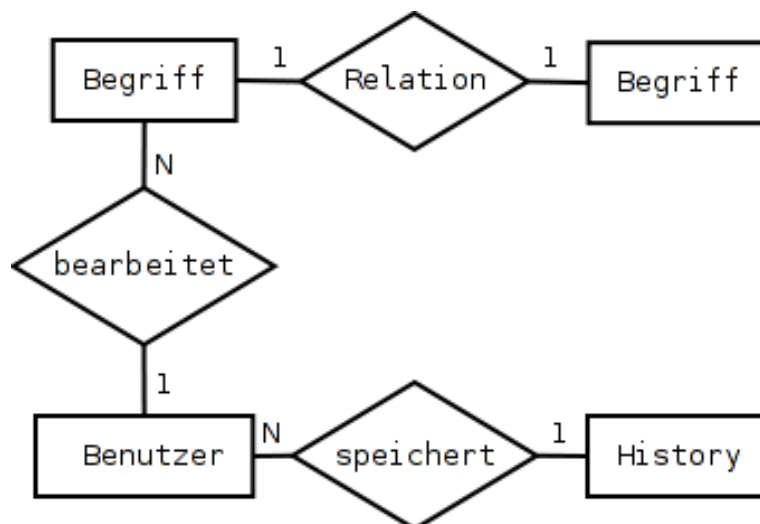 Begriff 1 Relation 1 Begriff
N
bearbeitet
1
Benutzer N speichert 1 History